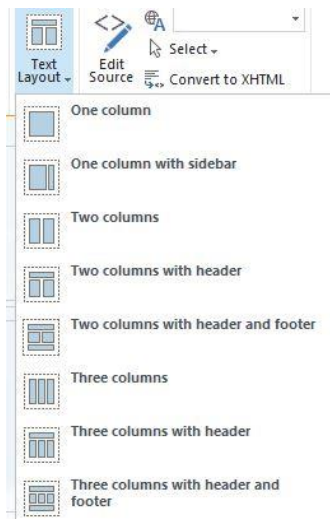 Text
Layout
Edit
Source
Select
Convert to XHTML
One column
One column with sidebar
Two columns
Two columns with header
Two columns with header and footer
Three columns
Three columns with header
Three columns with header and
footer